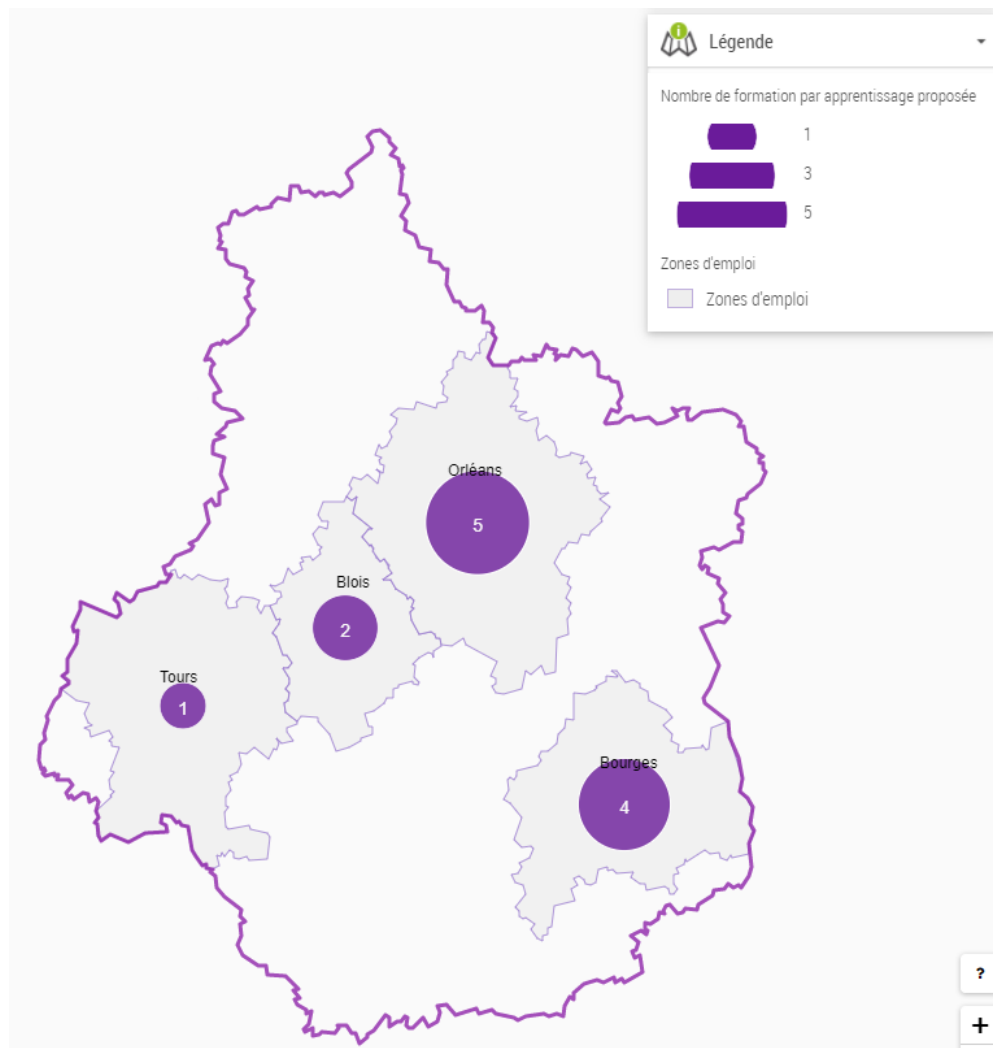 i
Légende
Nombre de formation par apprentissage proposée
1
3
5
Zones d'emploi
Zones d'emploi
Orléans
5
Blois
2
Tours
1
Bourges
4
?
+